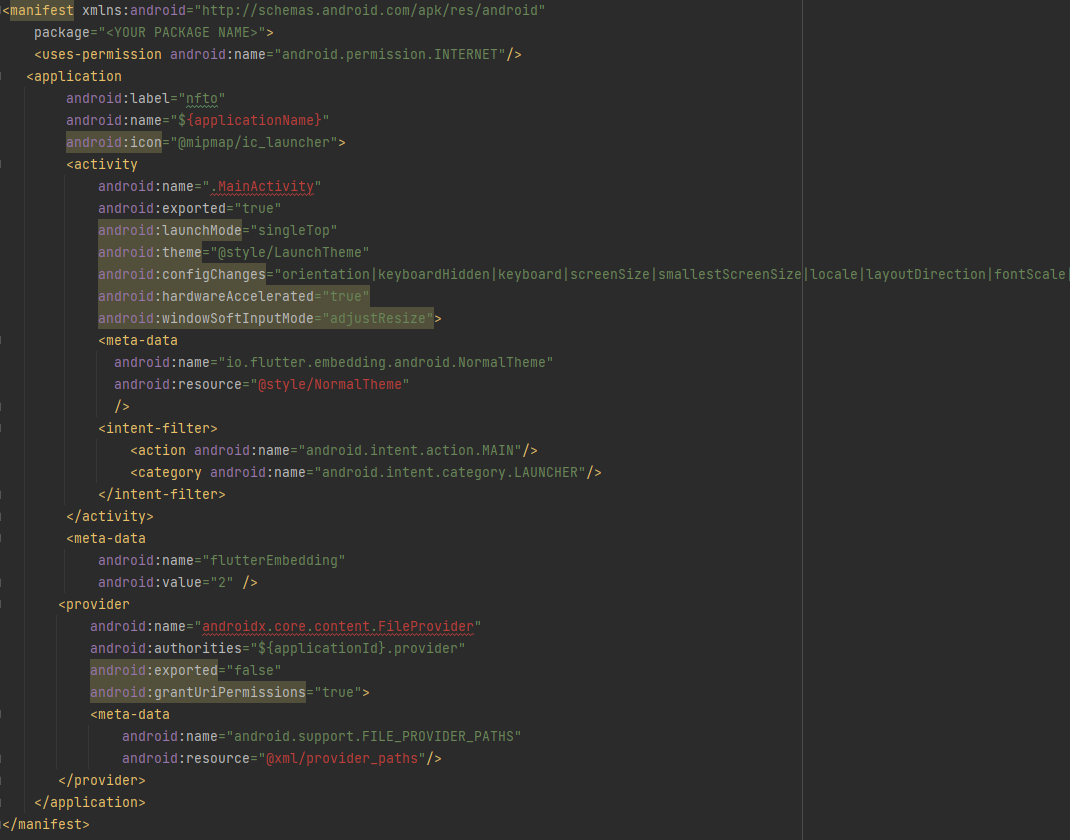 <manifest xmlns:android="http://schemas.android.com/apk/res/android"
    package="<YOUR PACKAGE NAME>">
    <uses-permission android:name="android.permission.INTERNET"/>
   <application
        android:label="nfto"
        android:name="${applicationName}"
        android:icon="@mipmap/ic_launcher">
        <activity
            android:name=".MainActivity"
            android:exported="true"
            android:launchMode="singleTop"
            android:theme="@style/LaunchTheme"
            android:configChanges="orientation|keyboardHidden|keyboard|screenSize|smallestScreenSize|locale|layoutDirection|fontScale|
            android:hardwareAccelerated="true"
            android:windowSoftInputMode="adjustResize">
            <meta-data
              android:name="io.flutter.embedding.android.NormalTheme"
              android:resource="@style/NormalTheme"
              />
            <intent-filter>
                <action android:name="android.intent.action.MAIN"/>
                <category android:name="android.intent.category.LAUNCHER"/>
            </intent-filter>
        </activity>
        <meta-data
            android:name="flutterEmbedding"
            android:value="2" />
       <provider
           android:name="androidx.core.content.FileProvider"
           android:authorities="${applicationId}.provider"
           android:exported="false"
           android:grantUriPermissions="true">
           <meta-data
               android:name="android.support.FILE_PROVIDER_PATHS"
               android:resource="@xml/provider_paths"/>
       </provider>
    </application>
</manifest>